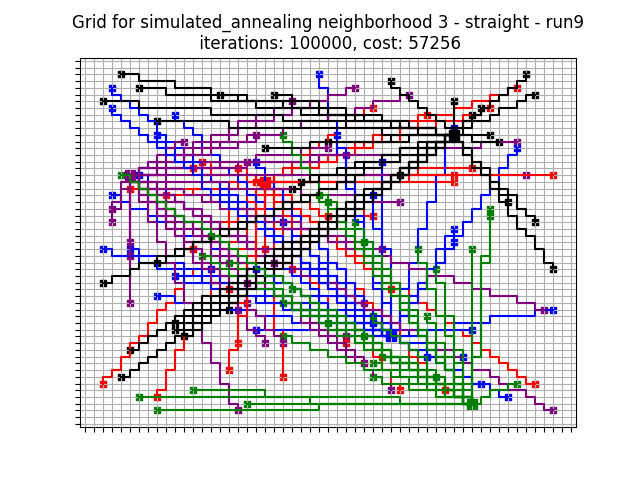 Grid for simulated_annealing neighborhood 3 - straight - run9
iterations: 100000, cost: 57256